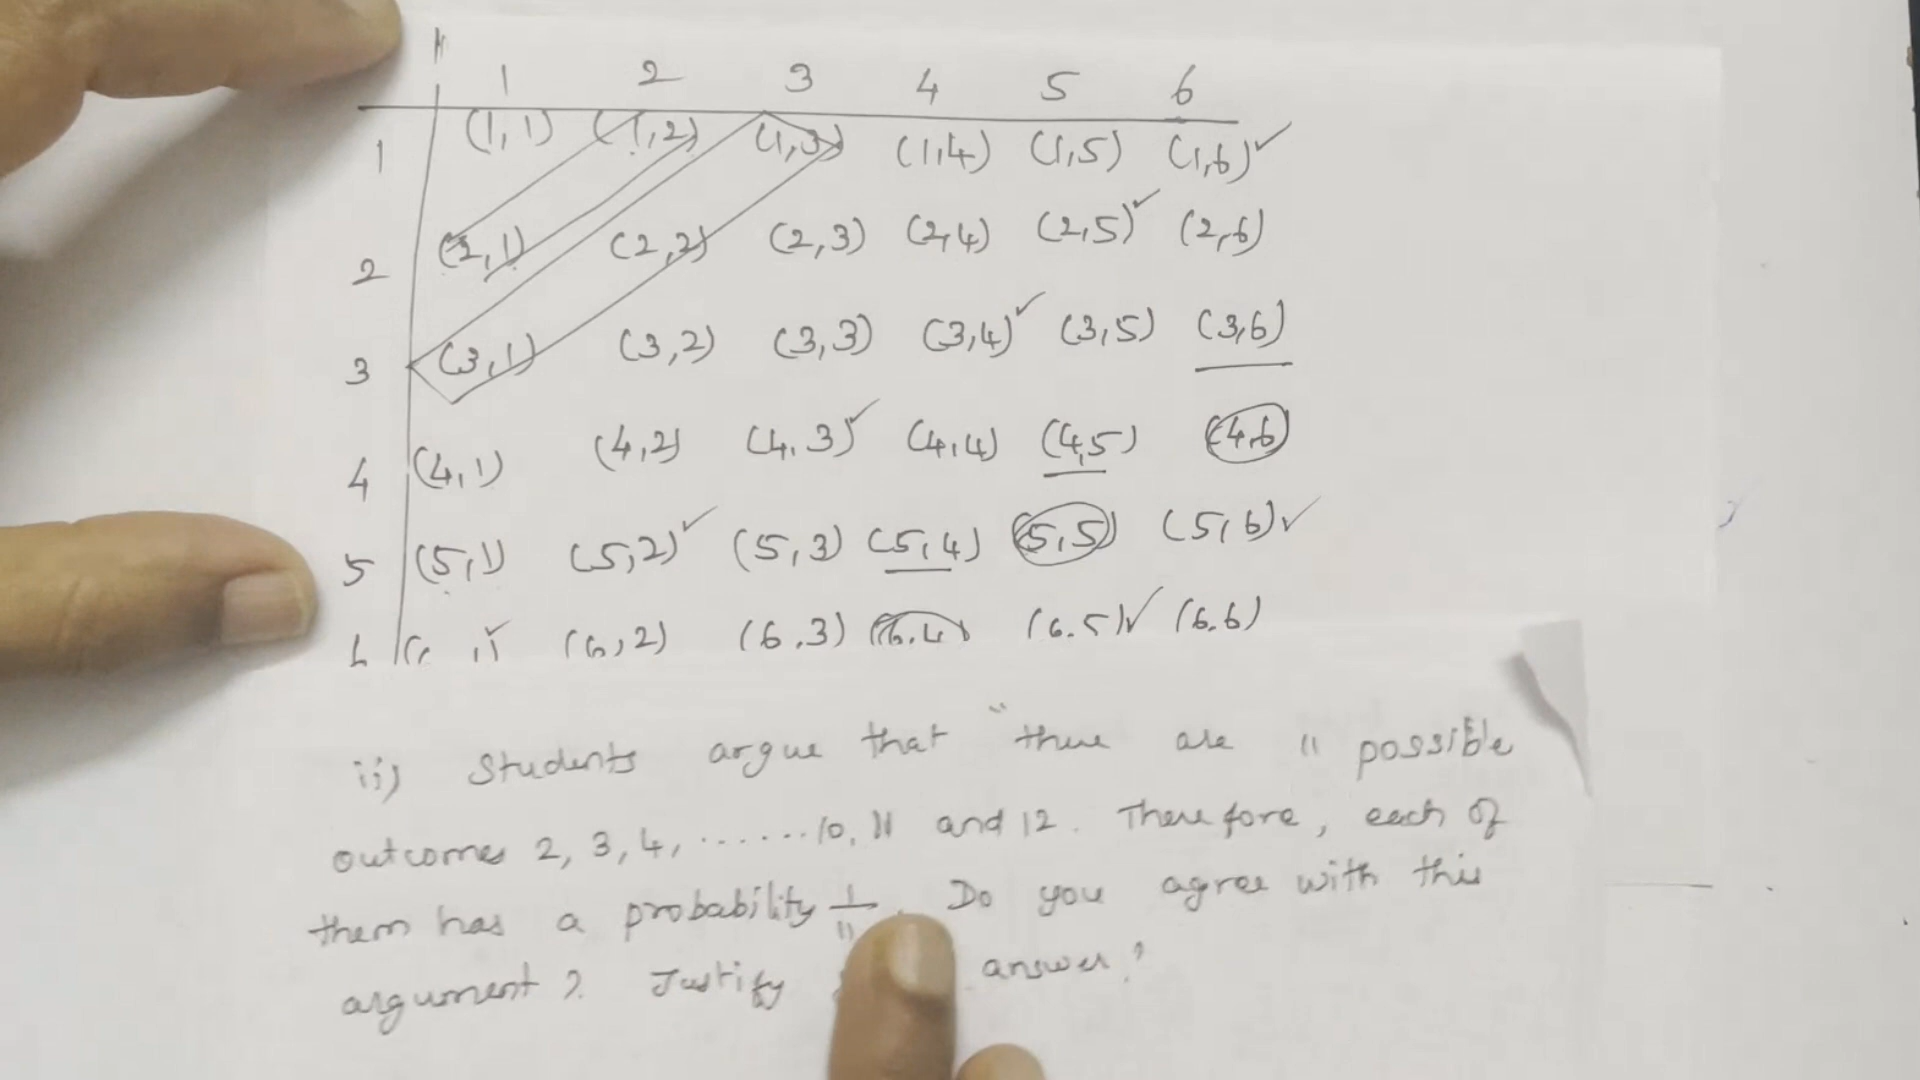 1 2 3 4 5 6
1 (1,1) (1,2) (1,3) (1,4) (1,5) (1,6)✓
2 (2,1) (2,2) (2,3) (2,4) (2,5)✓ (2,6)
3 (3,1) (3,2) (3,3) (3,4)✓ (3,5) (3,6)
4 (4,1) (4,2) (4,3)✓ (4,4) (4,5) (4,6)
5 (5,1) (5,2)✓ (5,3) (5,4) (5,5) (5,6)✓
(6,2) (6.3) (6.4) (6.5)✓ (6.6)
ii) Students argue that "there are 11 possible
outcomes 2, 3, 4, ......10, 11 and 12. Therefore, each of
them has a probability 1/11. Do you agree with this
argument? Justify answer?